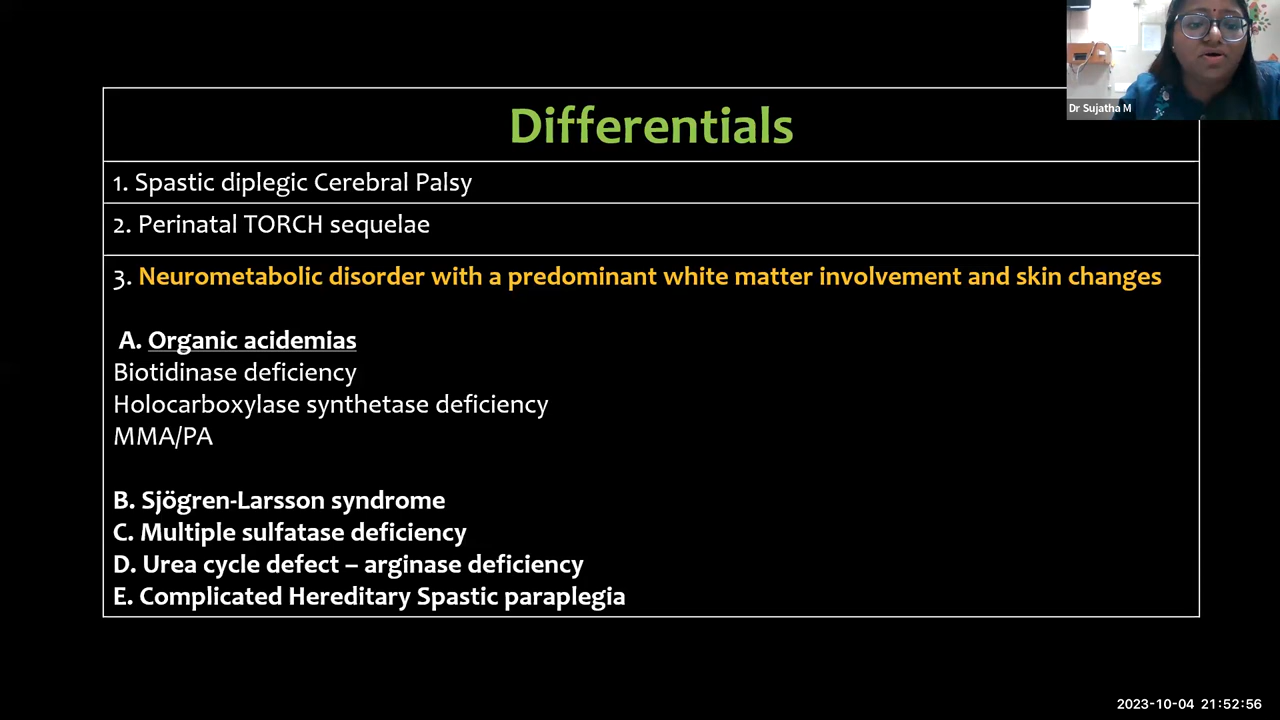 Dr Sujatha M
Differentials
1. Spastic diplegic Cerebral Palsy
2. Perinatal TORCH sequelae
3. Neurometabolic disorder with a predominant white matter involvement and skin changes
A. Organic acidemias
Biotidinase deficiency
Holocarboxylase synthetase deficiency
MMA/PA
B. Sjögren-Larsson syndrome
C. Multiple sulfatase deficiency
D. Urea cycle defect – arginase deficiency
E. Complicated Hereditary Spastic paraplegia
2023-10-04 21:52:56